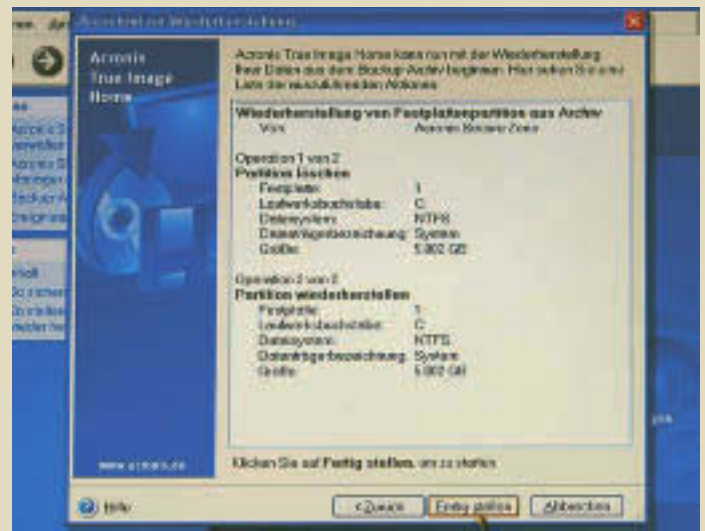 Acronis
True Image
Home
Acronis True Image Home kann nun mit der Wiederherstellung
Ihrer Daten aus dem Backup-Archiv beginnen. Hier sehen Sie eine
Liste der auszuführenden Aktionen
Wiederherstellung von Festplattenpartition aus Archiv
Von: Acronis Secure Zone
Operation 1 von 2
Partition löschen
Festplatte: 1
Laufwerksbuchstabe: C:
Dateisystem: NTFS
Datenträgerbezeichnung: System
Größe: 5.802 GB
Operation 2 von 2
Partition wiederherstellen
Festplatte: 1
Laufwerksbuchstabe: C:
Dateisystem: NTFS
Datenträgerbezeichnung: System
Größe: 5.802 GB
Klicken Sie auf Fertig stellen, um zu starten
www.acronis.de
Hilfe
< Zurück
Fertig stellen
Abbrechen